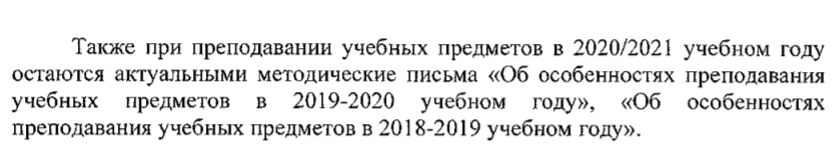 Также при преподавании учебных предметов в 2020/2021 учебном году
остаются актуальными методические письма «Об особенностях преподавания
учебных предметов в 2019-2020 учебном году», «Об особенностях
преподавания учебных предметов в 2018-2019 учебном году».